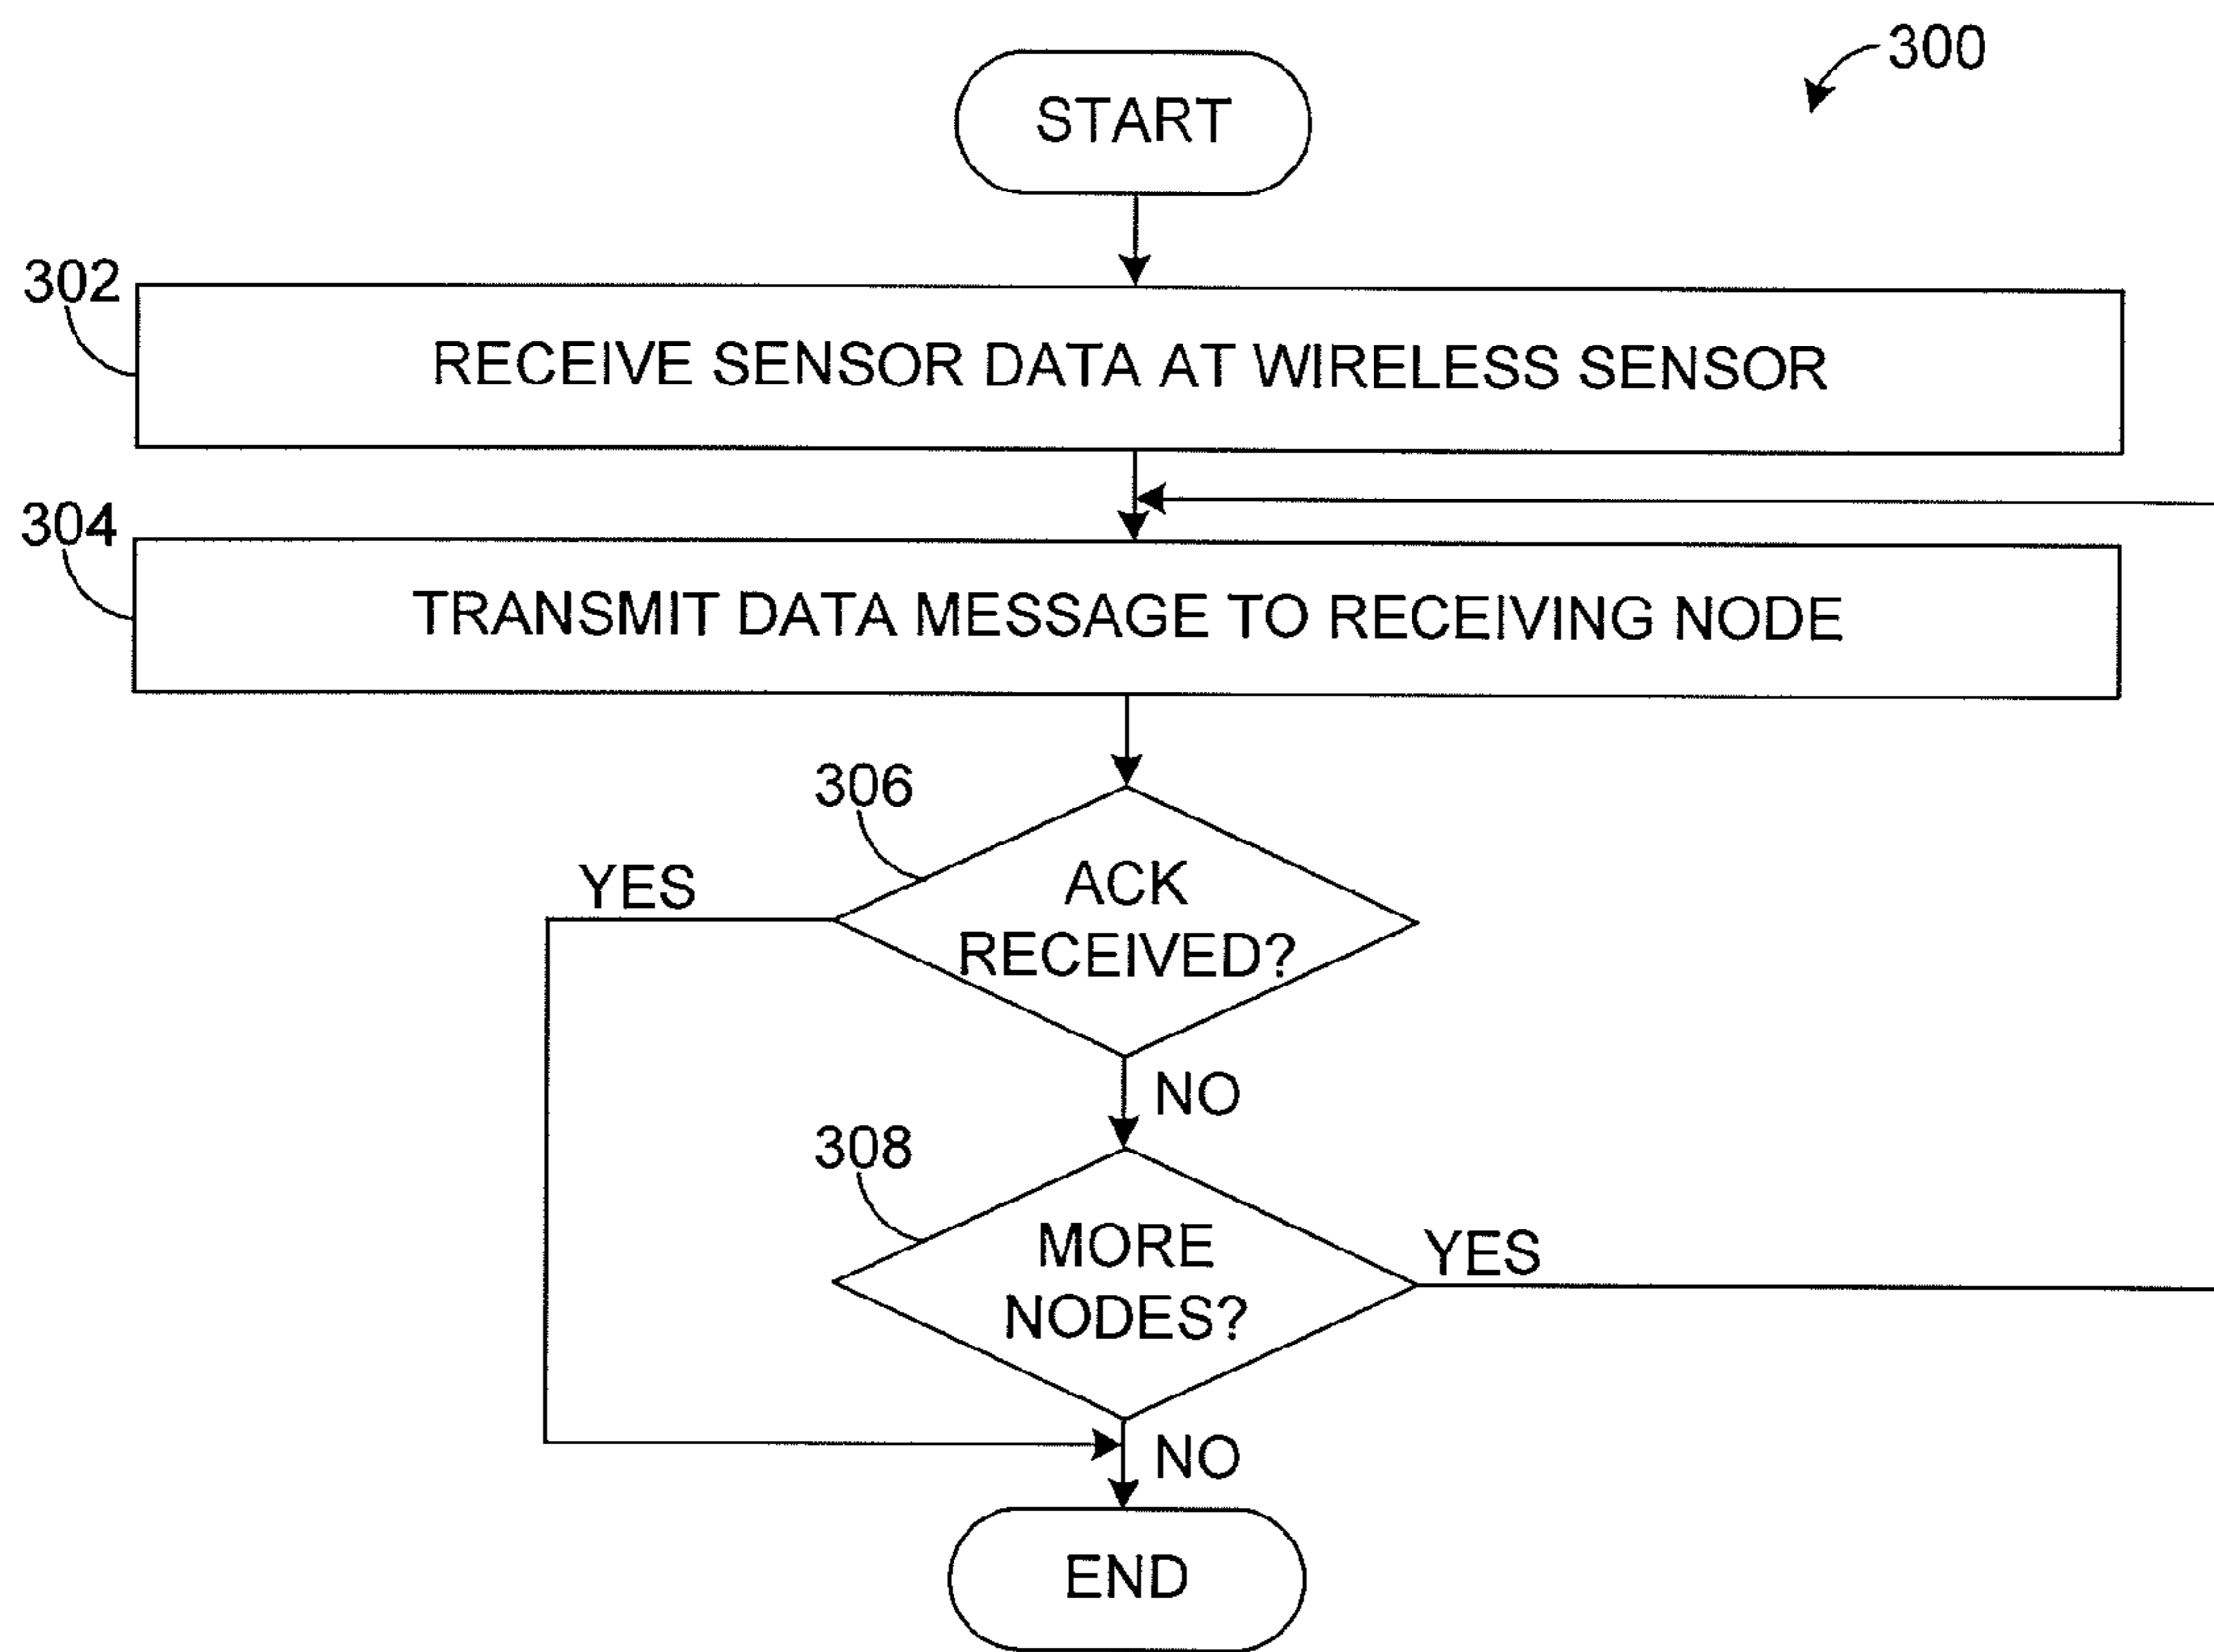 300
START
302
RECEIVE SENSOR DATA AT WIRELESS SENSOR
304
TRANSMIT DATA MESSAGE TO RECEIVING NODE
306
YES
ACK
RECEIVED?
NO
308
MORE
NODES?
YES
NO
END